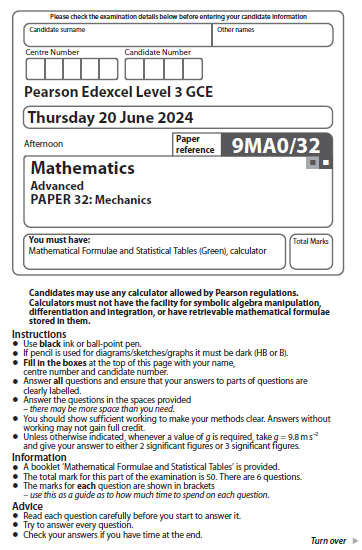 Please check the examination details below before entering your candidate information
Candidate surname
Other names
Centre Number
Candidate Number
Pearson Edexcel Level 3 GCE
Thursday 20 June 2024
Afternoon
Paper
reference
9MA0/32
Mathematics
Advanced
PAPER 32: Mechanics
You must have:
Mathematical Formulae and Statistical Tables (Green), calculator
Total Marks
Candidates may use any calculator allowed by Pearson regulations.
Calculators must not have the facility for symbolic algebra manipulation,
differentiation and integration, or have retrievable mathematical formulae
stored in them.
Instructions
● Use black ink or ball-point pen.
● If pencil is used for diagrams/sketches/graphs it must be dark (HB or B).
● Fill in the boxes at the top of this page with your name,
centre number and candidate number.
● Answer all questions and ensure that your answers to parts of questions are
clearly labelled.
● Answer the questions in the spaces provided
– there may be more space than you need.
● You should show sufficient working to make your methods clear. Answers without
working may not gain full credit.
● Unless otherwise indicated, whenever a value of g is required, take g = 9.8 m s⁻²
and give your answer to either 2 significant figures or 3 significant figures.
Information
● A booklet ‘Mathematical Formulae and Statistical Tables’ is provided.
● The total mark for this part of the examination is 50. There are 6 questions.
● The marks for each question are shown in brackets
– use this as a guide as to how much time to spend on each question.
Advice
● Read each question carefully before you start to answer it.
● Try to answer every question.
● Check your answers if you have time at the end.
Turn over